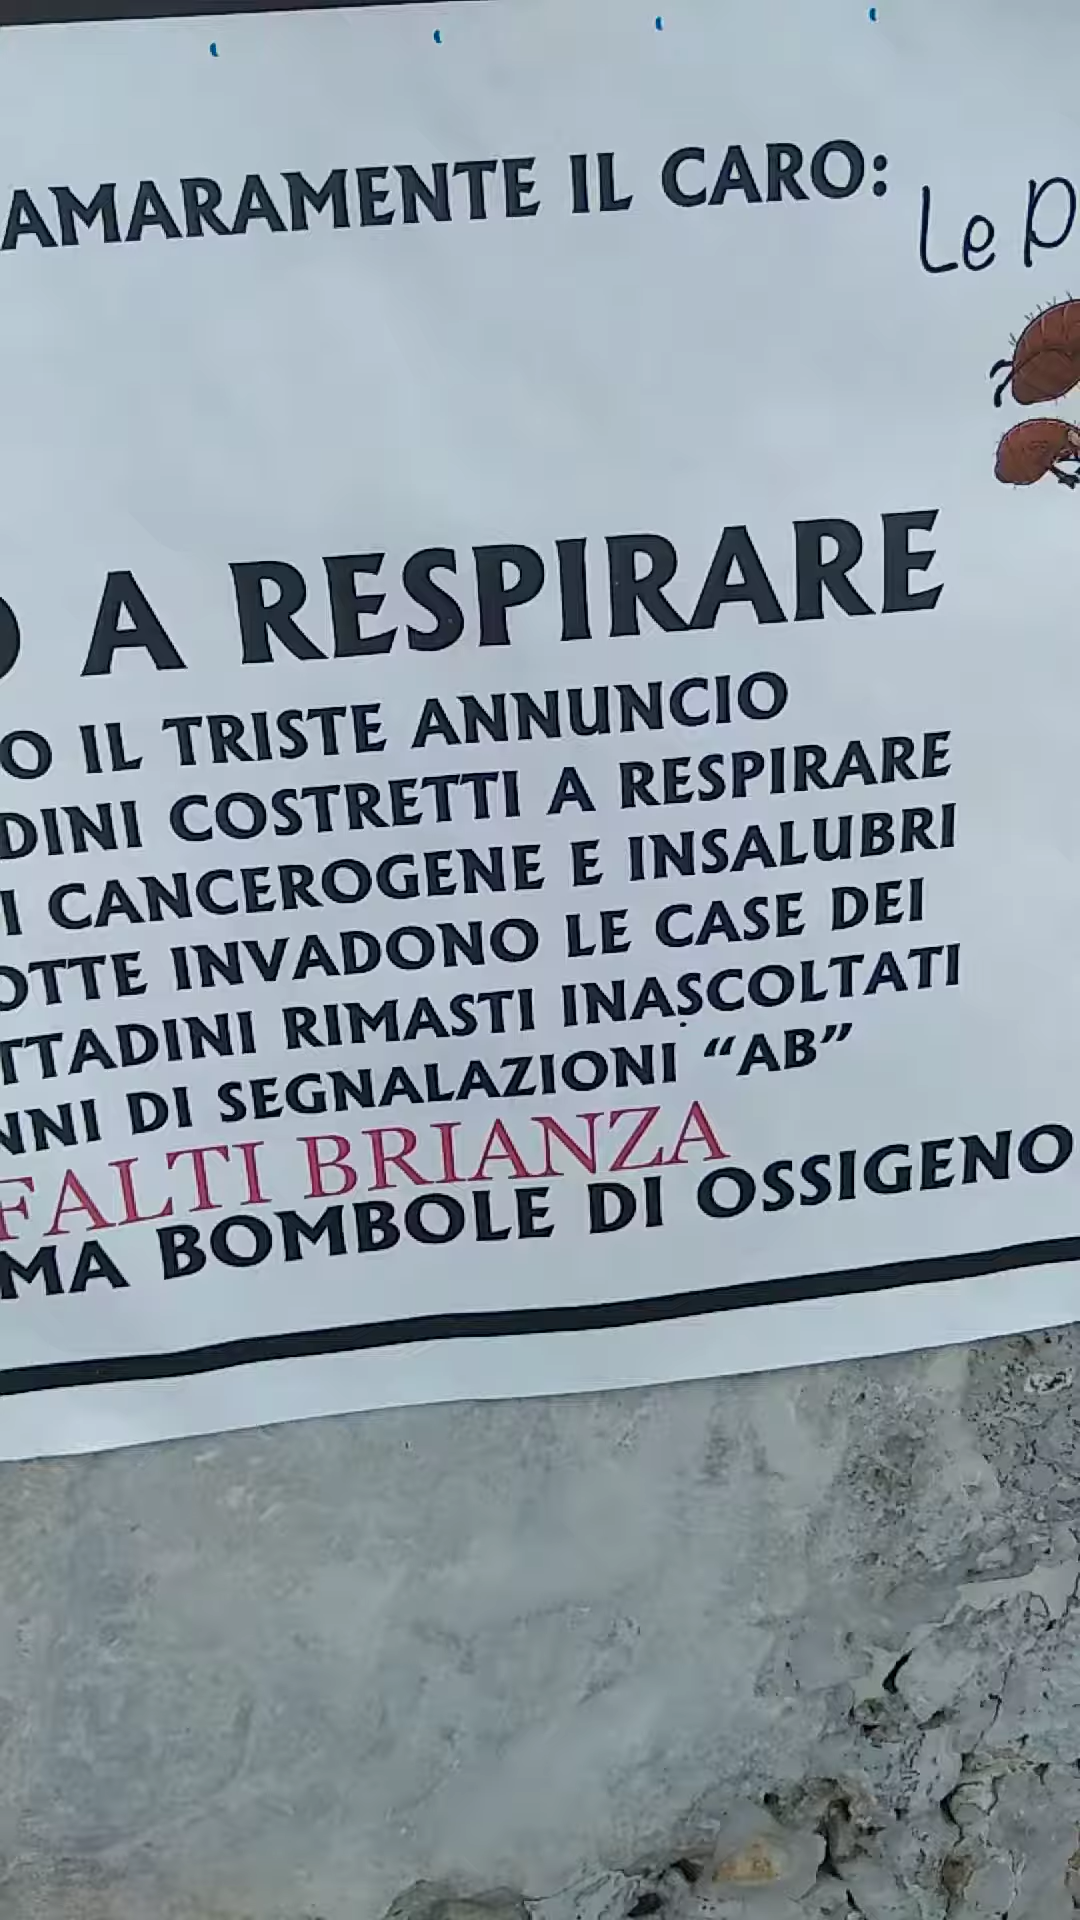 AMARAMENTE IL CARO:
Le P
A RESPIRARE
O IL TRISTE ANNUNCIO
DINI COSTRETTI A RESPIRARE
I CANCEROGENE E INSALUBRI
OTTE INVADONO LE CASE DEI
TTADINI RIMASTI INASCOLTATI
NNI DI SEGNALAZIONI “AB”
FALTI BRIANZA
MA BOMBOLE DI OSSIGENO